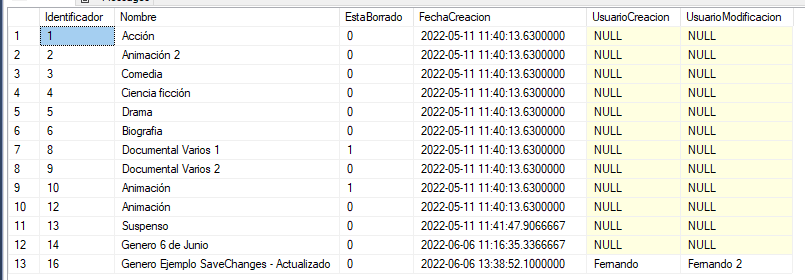 Identificador Nombre EstaBorrado FechaCreacion UsuarioCreacion UsuarioModificacion
1 1 Acción 0 2022-05-11 11:40:13.6300000 NULL NULL
2 2 Animación 2 0 2022-05-11 11:40:13.6300000 NULL NULL
3 3 Comedia 0 2022-05-11 11:40:13.6300000 NULL NULL
4 4 Ciencia ficción 0 2022-05-11 11:40:13.6300000 NULL NULL
5 5 Drama 0 2022-05-11 11:40:13.6300000 NULL NULL
6 6 Biografia 0 2022-05-11 11:40:13.6300000 NULL NULL
7 8 Documental Varios 1 1 2022-05-11 11:40:13.6300000 NULL NULL
8 9 Documental Varios 2 0 2022-05-11 11:40:13.6300000 NULL NULL
9 10 Animación 1 2022-05-11 11:40:13.6300000 NULL NULL
10 12 Animación 0 2022-05-11 11:40:13.6300000 NULL NULL
11 13 Suspenso 0 2022-05-11 11:41:47.9066667 NULL NULL
12 14 Genero 6 de Junio 0 2022-06-06 11:16:35.3366667 NULL NULL
13 16 Genero Ejemplo SaveChanges - Actualizado 0 2022-06-06 13:38:52.1000000 Fernando Fernando 2